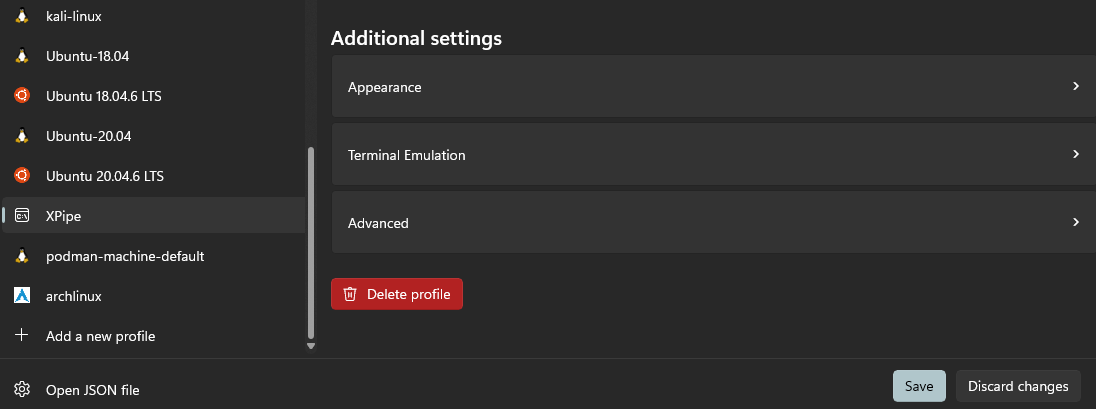 kali-linux
Ubuntu-18.04
Ubuntu 18.04.6 LTS
Ubuntu-20.04
Ubuntu 20.04.6 LTS
XPipe
podman-machine-default
archlinux
Add a new profile
Open JSON file
Additional settings
Appearance
Terminal Emulation
Advanced
Delete profile
Save
Discard changes